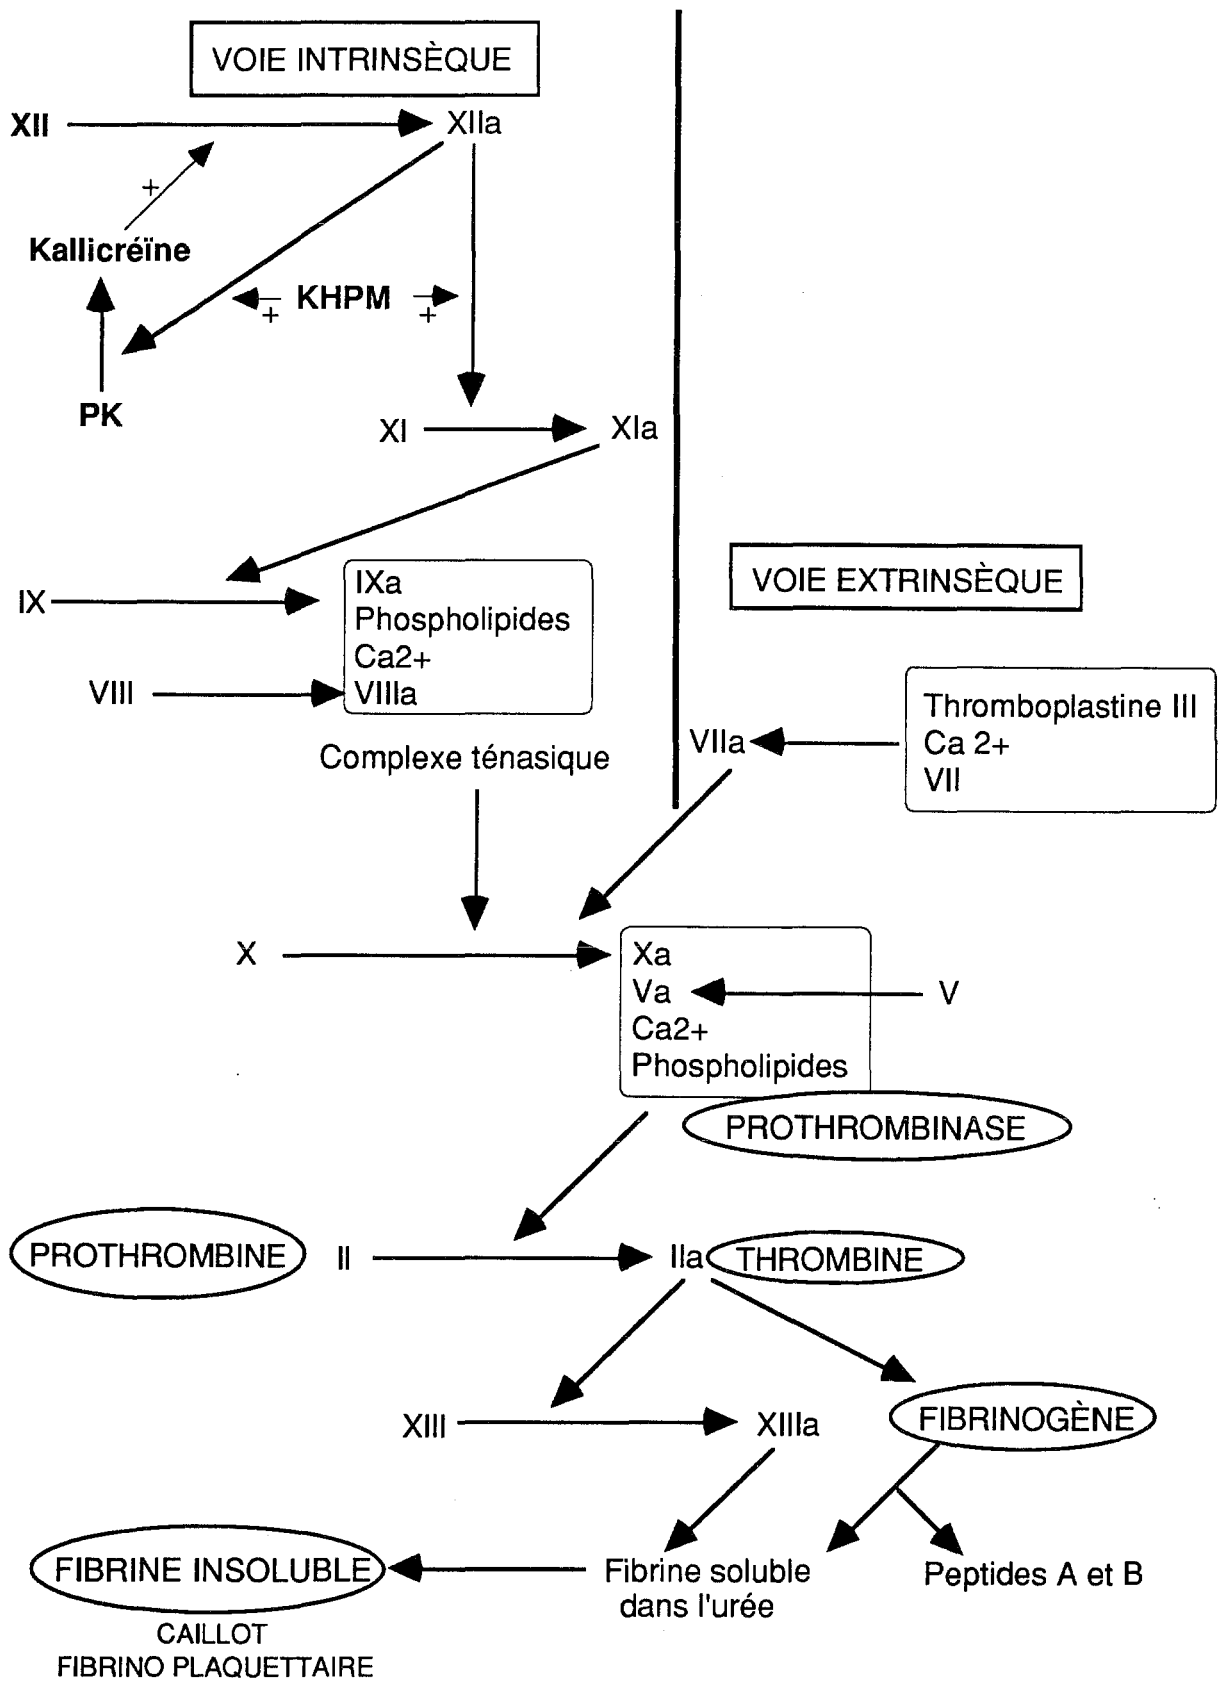 VOIE INTRINSÈQUE
XII
XIIa
+
Kallicréïne
KHPM
+
+
PK
XI
XIa
VOIE EXTRINSÈQUE
IX
IXa
Phospholipides
Ca2+
VIII
VIIIa
Complexe ténasique
Thromboplastine III
Ca 2+
VII
VIIa
X
Xa
Va
V
Ca2+
Phospholipides
PROTHROMBINASE
PROTHROMBINE
II
IIa
THROMBINE
XIII
XIIIa
FIBRINOGÈNE
FIBRINE INSOLUBLE
Fibrine soluble
dans l'urée
Peptides A et B
CAILLOT
FIBRINO PLAQUETTAIRE